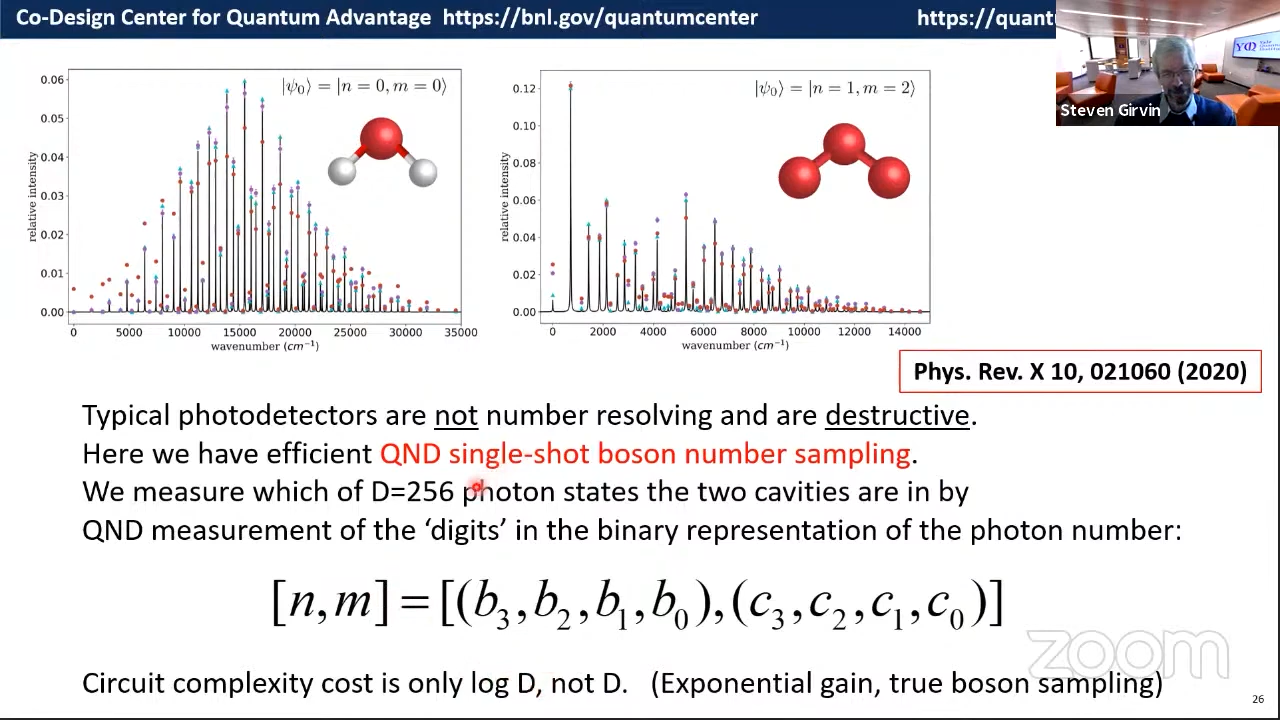 Co-Design Center for Quantum Advantage https://bnl.gov/quantumcenter https://quant
Steven Girvin
|ψ₀⟩ = |n = 0, m = 0⟩
relative intensity
0.06
0.05
0.04
0.03
0.02
0.01
0.00
0 5000 10000 15000 20000 25000 30000 35000
wavenumber (cm⁻¹)
|ψ₀⟩ = |n = 1, m = 2⟩
relative intensity
0.12
0.10
0.08
0.06
0.04
0.02
0.00
0 2000 4000 6000 8000 10000 12000 14000
wavenumber (cm⁻¹)
Phys. Rev. X 10, 021060 (2020)
Typical photodetectors are not number resolving and are destructive.
Here we have efficient QND single-shot boson number sampling.
We measure which of D=256 photon states the two cavities are in by
QND measurement of the ‘digits’ in the binary representation of the photon number:
[n,m] = [(b₃,b₂,b₁,b₀),(c₃,c₂,c₁,c₀)]
zoom
Circuit complexity cost is only log D, not D. (Exponential gain, true boson sampling)
26